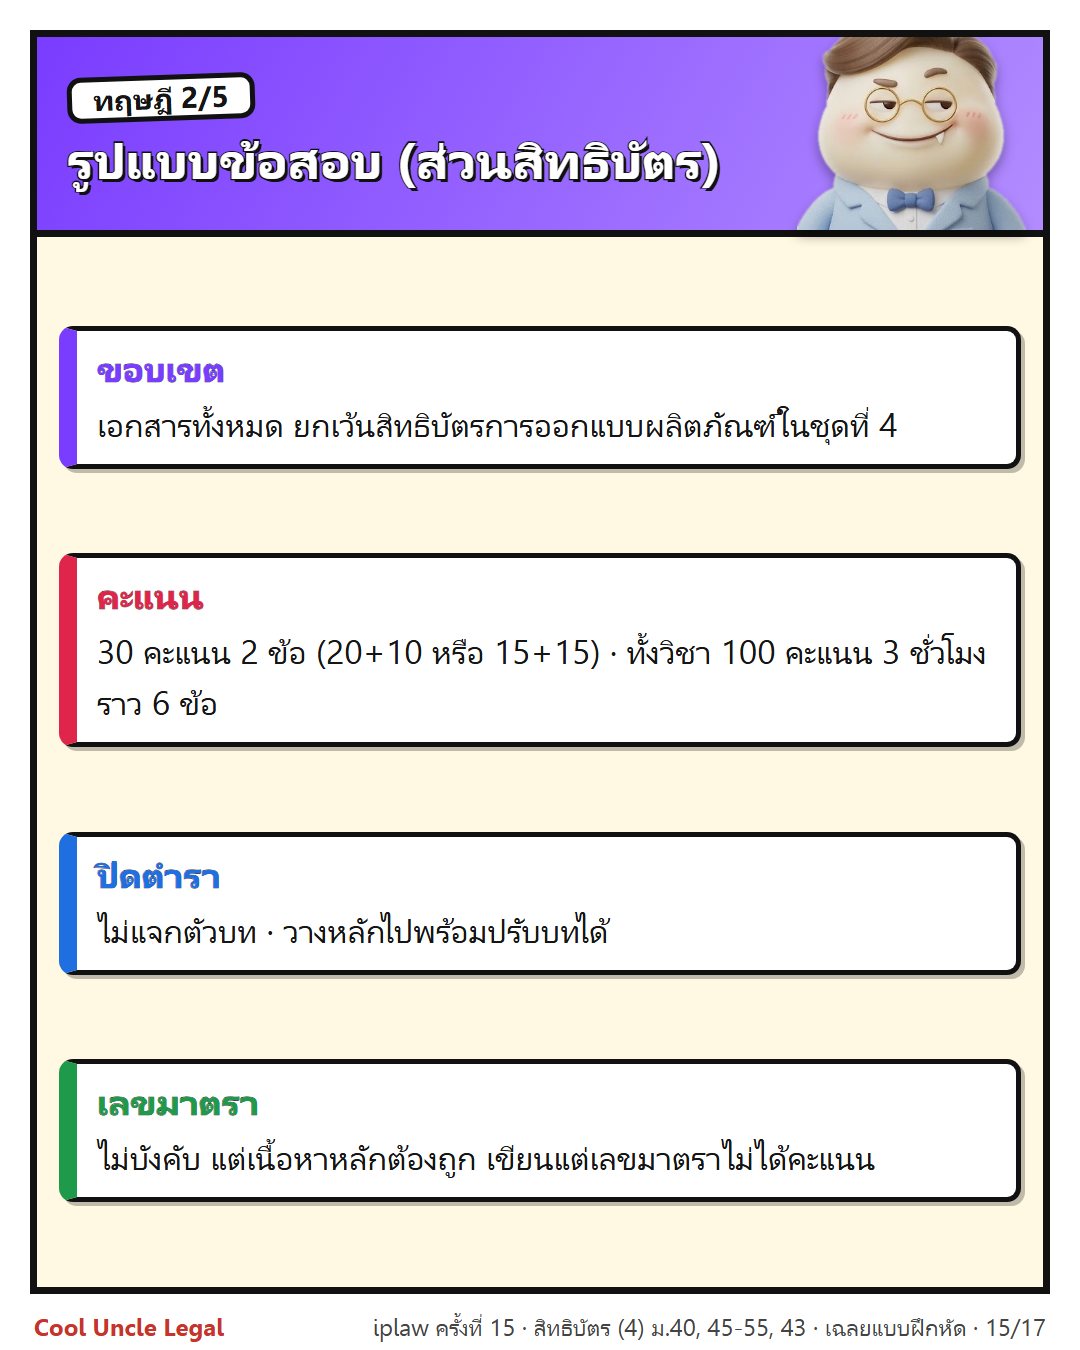 ทฤษฎี 2/5
รูปแบบข้อสอบ (ส่วนสิทธิบัตร)
ขอบเขต
เอกสารทั้งหมด ยกเว้นสิทธิบัตรการออกแบบผลิตภัณฑ์ในชุดที่ 4
คะแนน
30 คะแนน 2 ข้อ (20+10 หรือ 15+15) · ทั้งวิชา 100 คะแนน 3 ชั่วโมง
ราว 6 ข้อ
ปิดตำรา
ไม่แจกตัวบท · วางหลักไปพร้อมปรับบทได้
เลขมาตรา
ไม่บังคับ แต่เนื้อหาหลักต้องถูก เขียนแต่เลขมาตราไม่ได้คะแนน
Cool Uncle Legal
iplaw ครั้งที่ 15 · สิทธิบัตร (4) ม.40, 45-55, 43 · เฉลยแบบฝึกหัด · 15/17